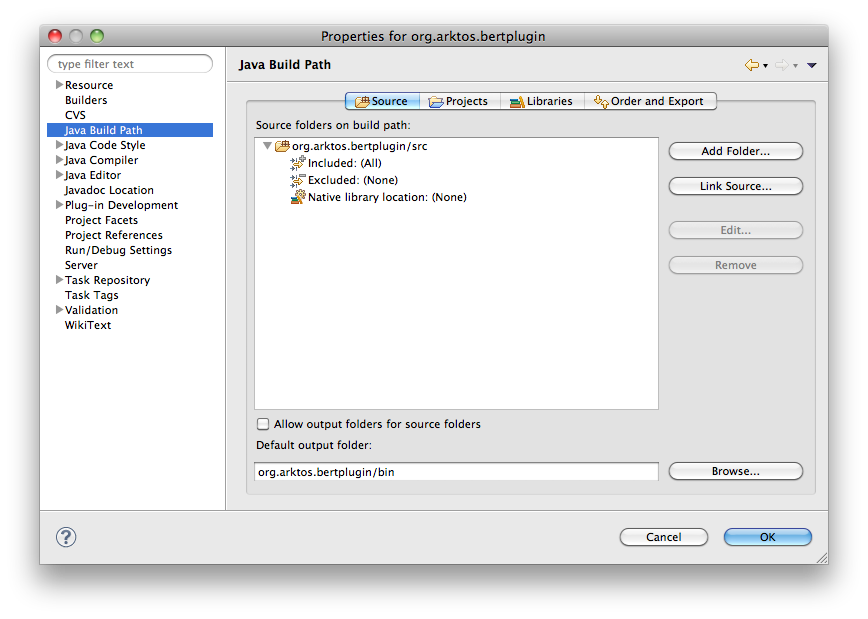 Properties for org.arktos.bertplugin
type filter text
Resource
Builders
CVS
Java Build Path
Java Code Style
Java Compiler
Java Editor
Javadoc Location
Plug-in Development
Project Facets
Project References
Run/Debug Settings
Server
Task Repository
Task Tags
Validation
WikiText
Java Build Path
Source Projects Libraries Order and Export
Source folders on build path:
org.arktos.bertplugin/src
Included: (All)
Excluded: (None)
Native library location: (None)
Add Folder...
Link Source...
Edit...
Remove
Allow output folders for source folders
Default output folder:
org.arktos.bertplugin/bin
Browse...
?
Cancel
OK